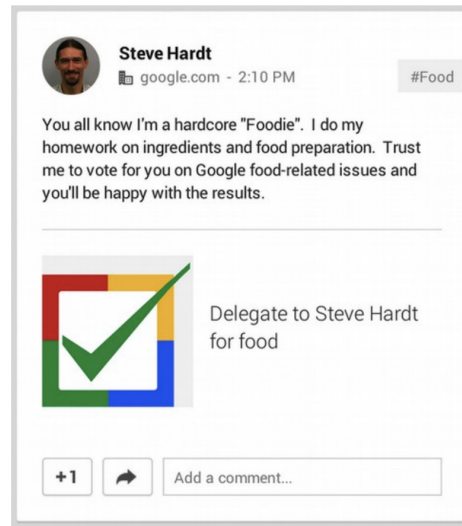 Steve Hardt
google.com - 2:10 PM
#Food
You all know I'm a hardcore "Foodie". I do my
homework on ingredients and food preparation. Trust
me to vote for you on Google food-related issues and
you'll be happy with the results.
Delegate to Steve Hardt
for food
+1
Add a comment...